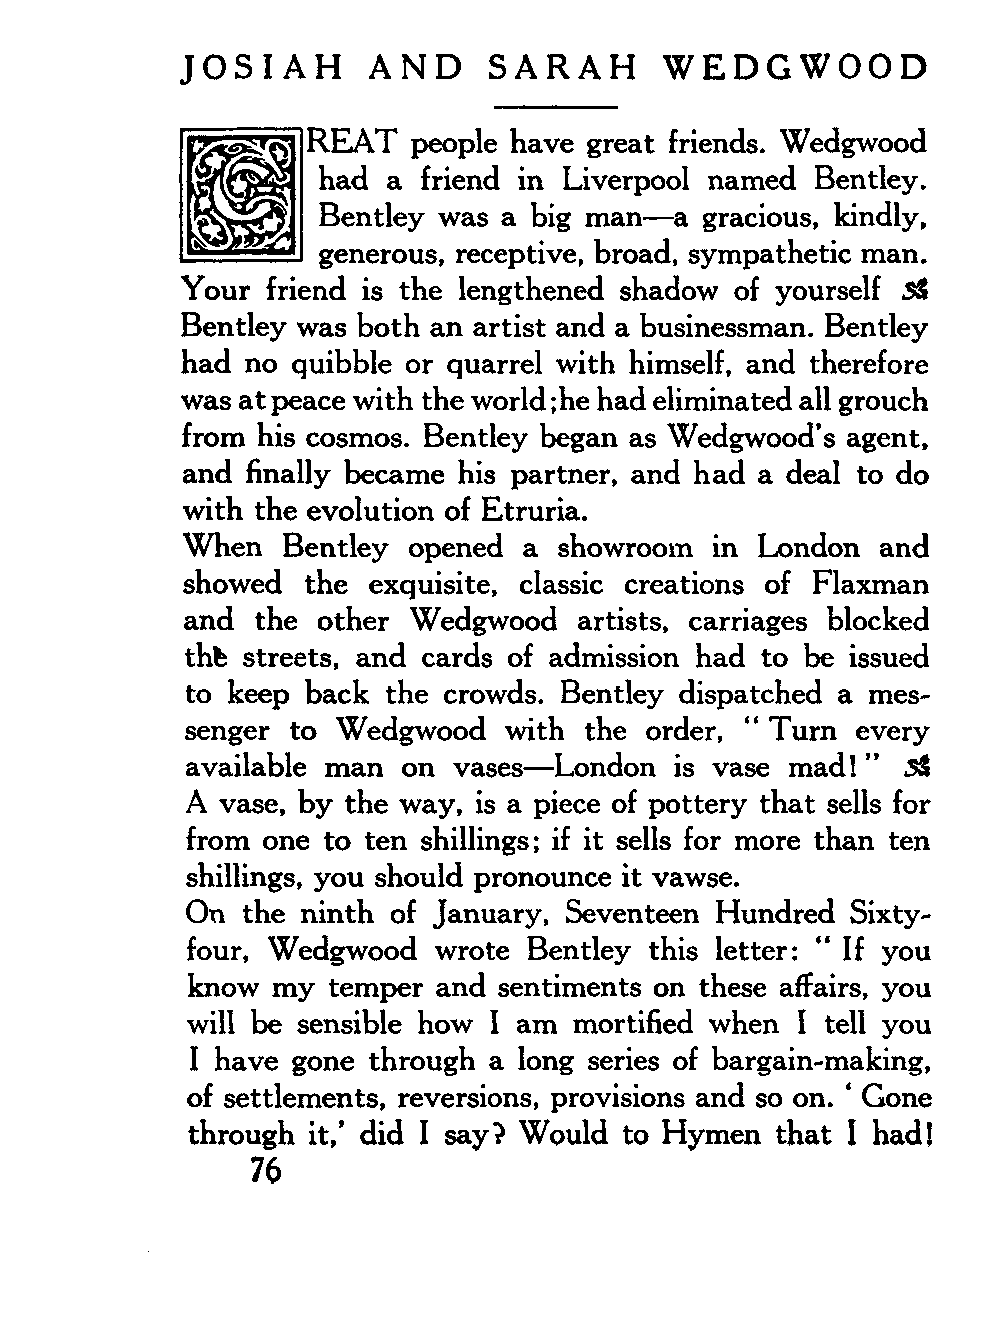 JOSIAH AND SARAH WEDGWOOD
GREAT people have great friends. Wedgwood
had a friend in Liverpool named Bentley.
Bentley was a big man—a gracious, kindly,
generous, receptive, broad, sympathetic man.
Your friend is the lengthened shadow of yourself
Bentley was both an artist and a businessman. Bentley
had no quibble or quarrel with himself, and therefore
was at peace with the world; he had eliminated all grouch
from his cosmos. Bentley began as Wedgwood's agent,
and finally became his partner, and had a deal to do
with the evolution of Etruria.
When Bentley opened a showroom in London and
showed the exquisite, classic creations of Flaxman
and the other Wedgwood artists, carriages blocked
the streets, and cards of admission had to be issued
to keep back the crowds. Bentley dispatched a mes-
senger to Wedgwood with the order, "Turn every
available man on vases—London is vase mad!"
A vase, by the way, is a piece of pottery that sells for
from one to ten shillings; if it sells for more than ten
shillings, you should pronounce it vawse.
On the ninth of January, Seventeen Hundred Sixty-
four, Wedgwood wrote Bentley this letter: "If you
know my temper and sentiments on these affairs, you
will be sensible how I am mortified when I tell you
I have gone through a long series of bargain-making,
of settlements, reversions, provisions and so on. 'Gone
through it,' did I say? Would to Hymen that I had!
76